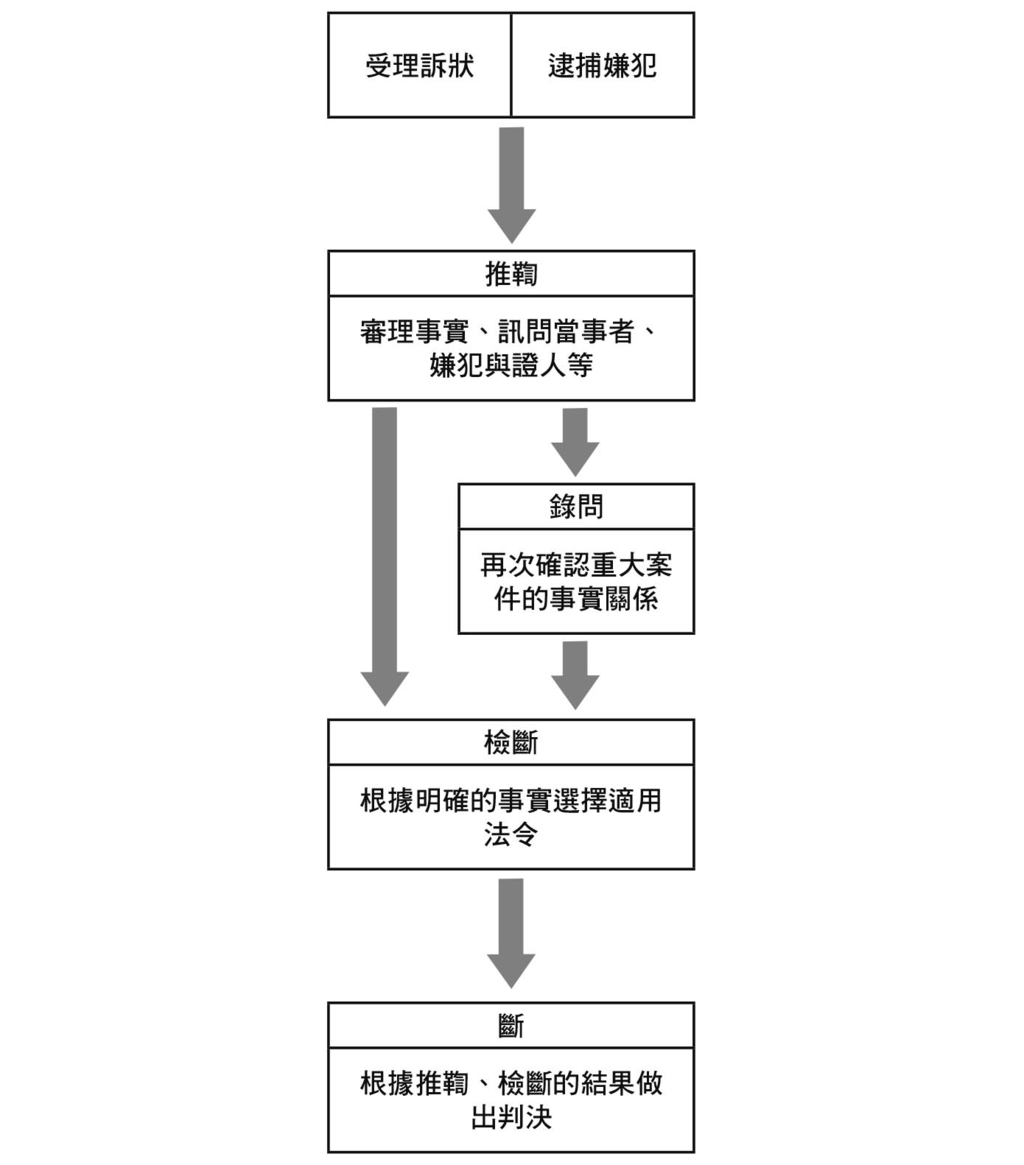 受理訴狀
逮捕嫌犯
推鞫
審理事實、訊問當事者、
嫌犯與證人等
錄問
再次確認重大案
件的事實關係
檢斷
根據明確的事實選擇適用
法令
斷
根據推鞫、檢斷的結果做
出判決